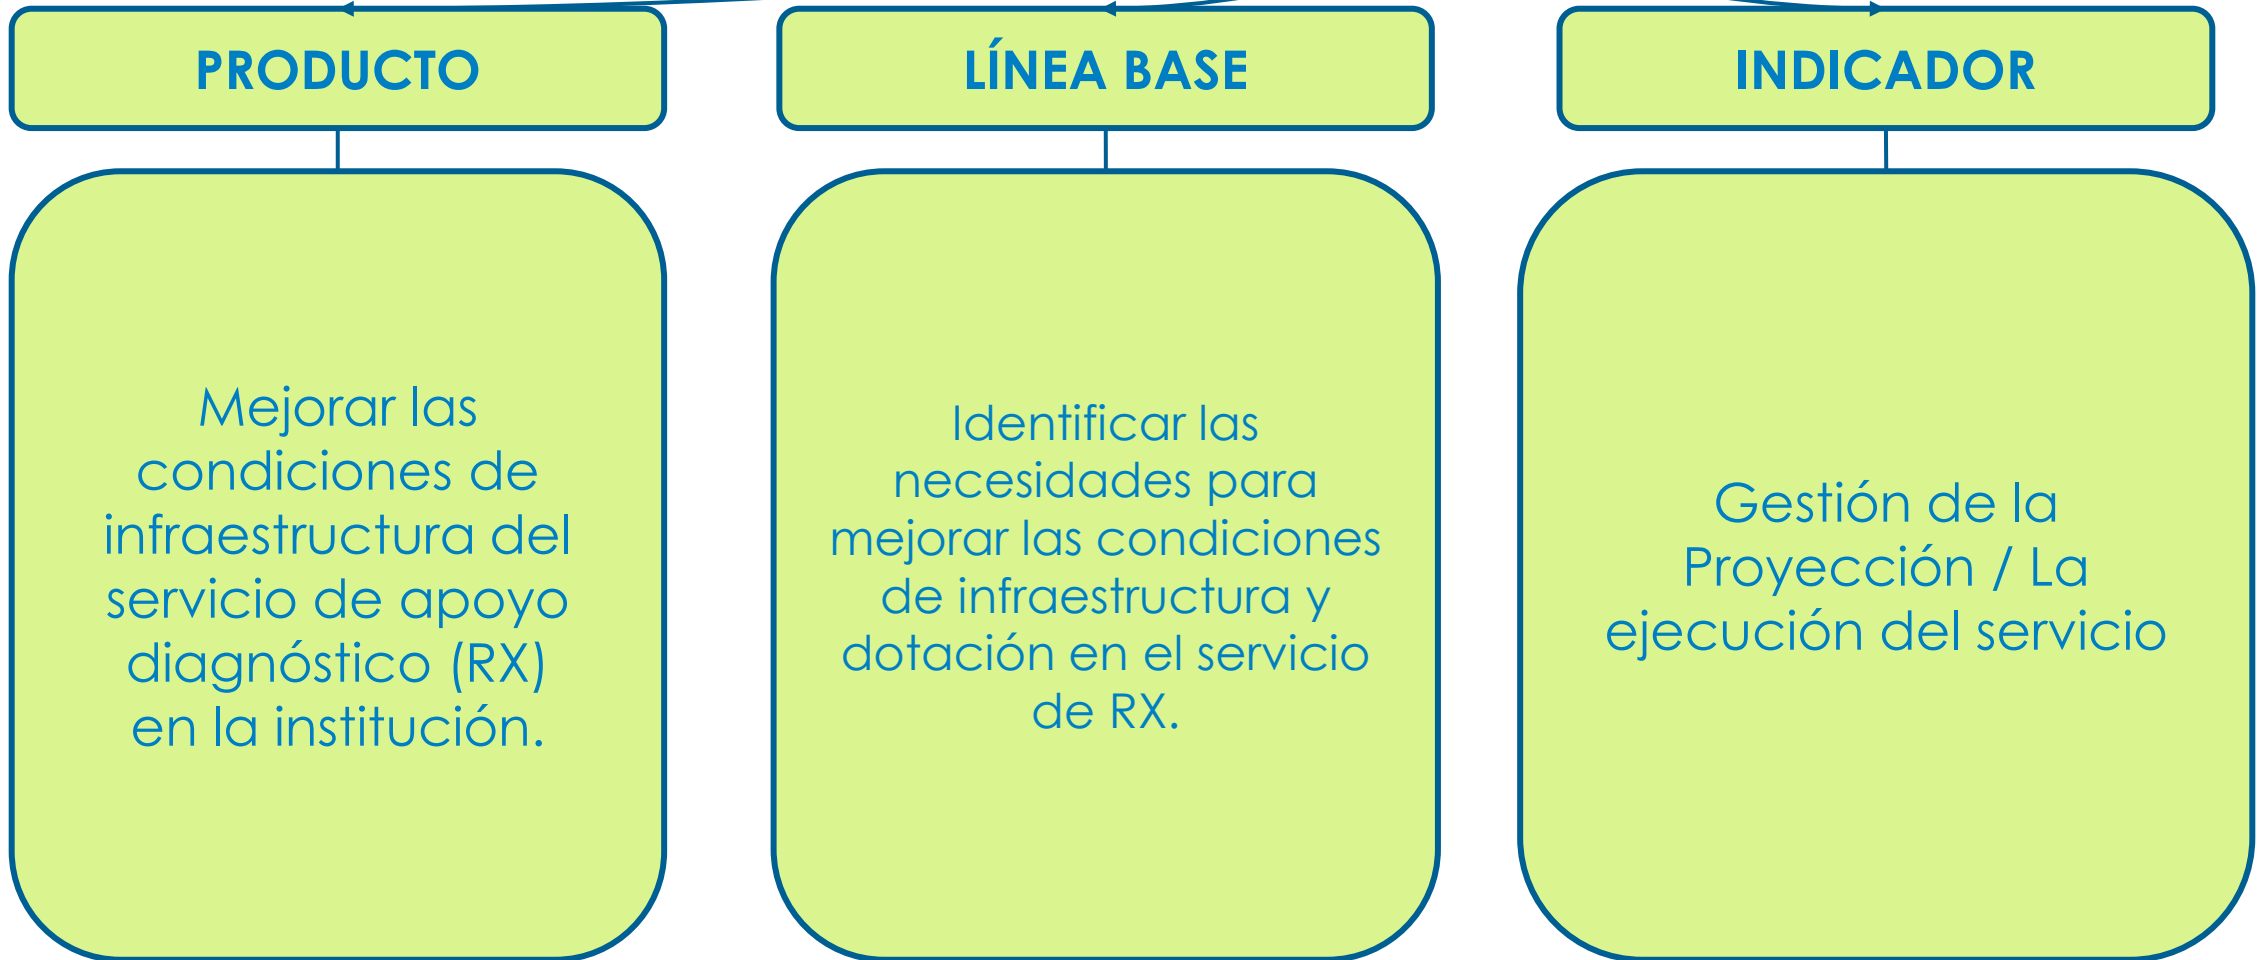 PRODUCTO
Mejorar las
condiciones de
infraestructura del
servicio de apoyo
diagnóstico (RX)
en la institución.
LÍNEA BASE
Identificar las
necesidades para
mejorar las condiciones
de infraestructura y
dotación en el servicio
de RX.
INDICADOR
Gestión de la
Proyección / La
ejecución del servicio